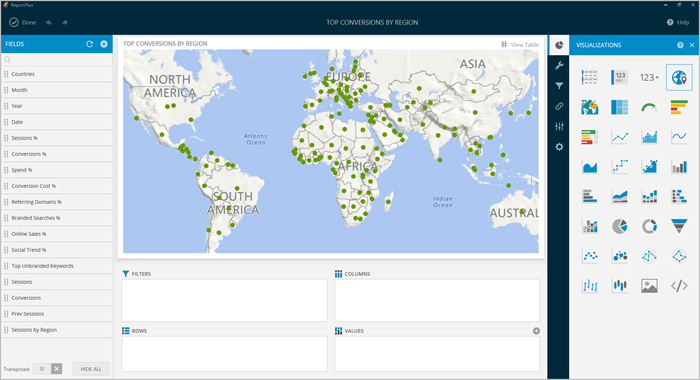 ReportPlus
Done
TOP CONVERSIONS BY REGION
Help
FIELDS
Countries
Month
Year
Date
Sessions %
Conversions %
Spend %
Conversion Cost %
Referring Domains %
Branded Searches %
Online Sales %
Social Trend %
Top Unbranded Keywords
Sessions
Conversions
Prev Sessions
Sessions by Region
Transposed
HIDE ALL
TOP CONVERSIONS BY REGION
View Table
NORTH
AMERICA
EUROPE
ASIA
Atlantic
Ocean
AFRICA
SOUTH
AMERICA
Indian
Ocean
AUSTRAL
FILTERS
COLUMNS
ROWS
VALUES
VISUALIZATIONS
123
123